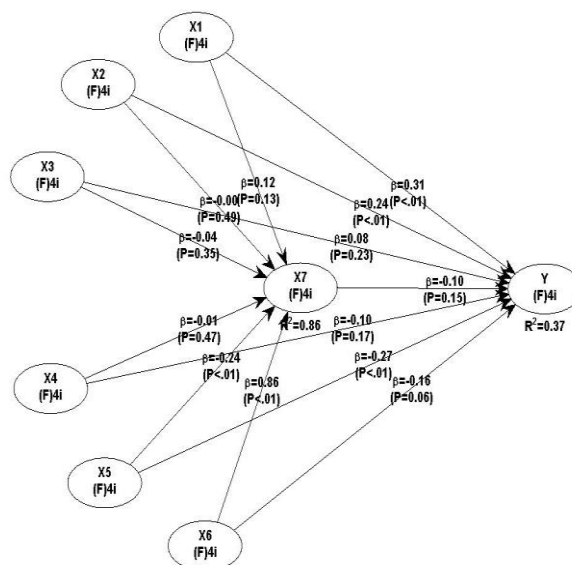 X1
(F)4i
X2
(F)4i
X3
(F)4i
β=0.12
(P=0.13)
β=0.31
(P<.01)
β=-0.00
(P=0.49)
β=0.24
(P<.01)
β=-0.04
(P=0.35)
β=0.08
(P=0.23)
X7
(F)4i
R²=0.86
β=-0.10
(P=0.15)
Y
(F)4i
R²=0.37
β=-0.01
(P=0.47)
β=-0.10
(P=0.17)
β=-0.24
(P<.01)
β=-0.27
(P<.01)
β=0.86
(P<.01)
β=-0.16
(P=0.06)
X4
(F)4i
X5
(F)4i
X6
(F)4i